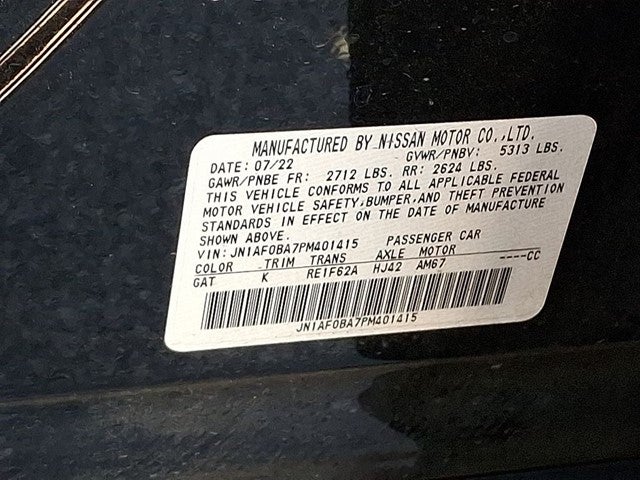 MANUFACTURED BY NISSAN MOTOR CO.,LTD.
DATE: 07/22 GVWR/PNBV: 5313 LBS.
GAWR/PNBE FR: 2712 LBS. RR: 2624 LBS.
THIS VEHICLE CONFORMS TO ALL APPLICABLE FEDERAL
MOTOR VEHICLE SAFETY,BUMPER,AND THEFT PREVENTION
STANDARDS IN EFFECT ON THE DATE OF MANUFACTURE
SHOWN ABOVE.
VIN:JN1AF0BA7PM401415 PASSENGER CAR
COLOR TRIM TRANS AXLE MOTOR
GAT K RE1F62A HJ42 AM67 ----CC
JN1AF0BA7PM401415